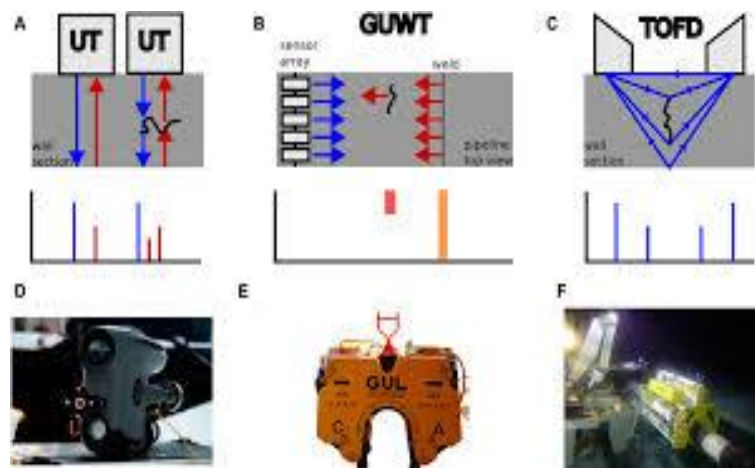 A
UT
UT
wall
section
B
GUWT
sensor
array
weld
pipeline
top view
C
TOFD
wall
section
D
E
GUL
C
A
F